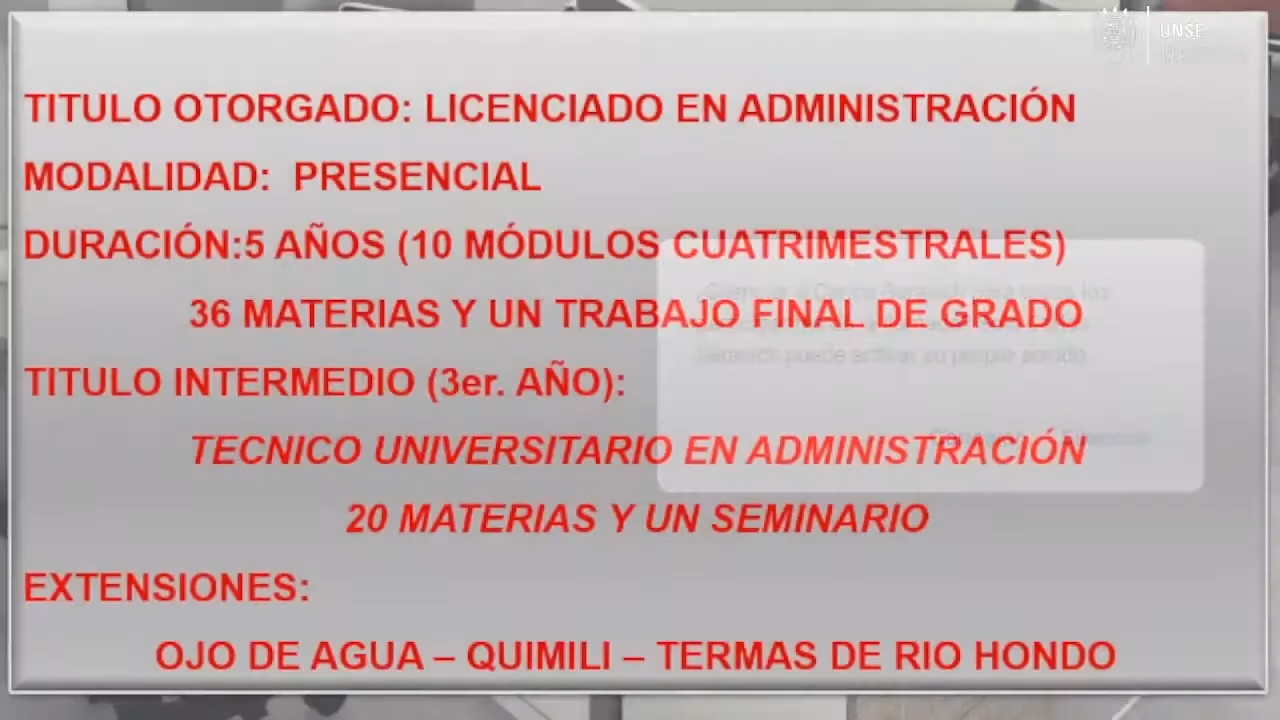 UNSE
TITULO OTORGADO: LICENCIADO EN ADMINISTRACIÓN
MODALIDAD: PRESENCIAL
DURACIÓN:5 AÑOS (10 MÓDULOS CUATRIMESTRALES)
36 MATERIAS Y UN TRABAJO FINAL DE GRADO
TITULO INTERMEDIO (3er. AÑO):
TECNICO UNIVERSITARIO EN ADMINISTRACIÓN
20 MATERIAS Y UN SEMINARIO
EXTENSIONES:
OJO DE AGUA – QUIMILI – TERMAS DE RIO HONDO